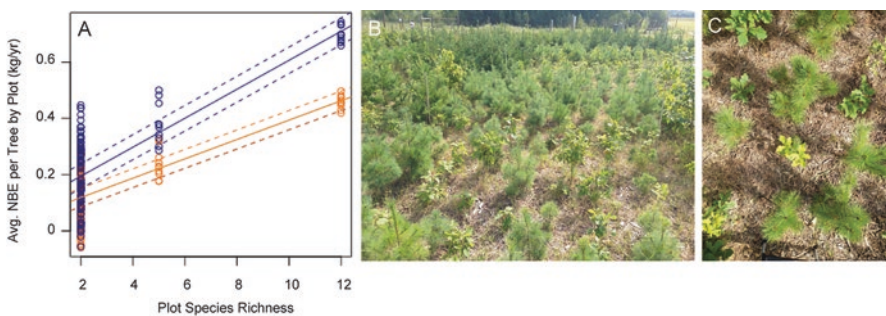 A
Avg. NBE per Tree by Plot (kg/yr)
0.6
0.4
0.2
0
2 4 6 8 10 12
Plot Species Richness
B
C